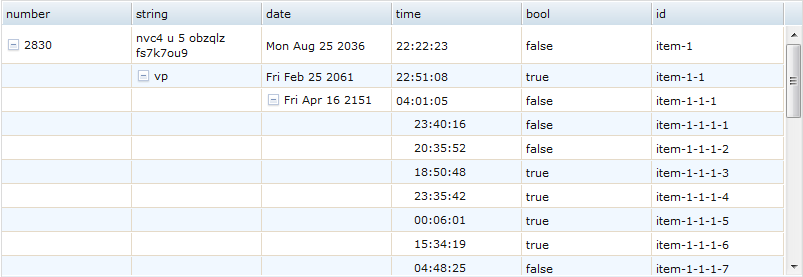 number string date time bool id
2830 nvc4 u 5 obzqlz fs7k7ou9 Mon Aug 25 2036 22:22:23 false item-1
vp Fri Feb 25 2061 22:51:08 true item-1-1
Fri Apr 16 2151 04:01:05 false item-1-1-1
23:40:16 false item-1-1-1-1
20:35:52 false item-1-1-1-2
18:50:48 true item-1-1-1-3
23:35:42 true item-1-1-1-4
00:06:01 true item-1-1-1-5
15:34:19 true item-1-1-1-6
04:48:25 false item-1-1-1-7